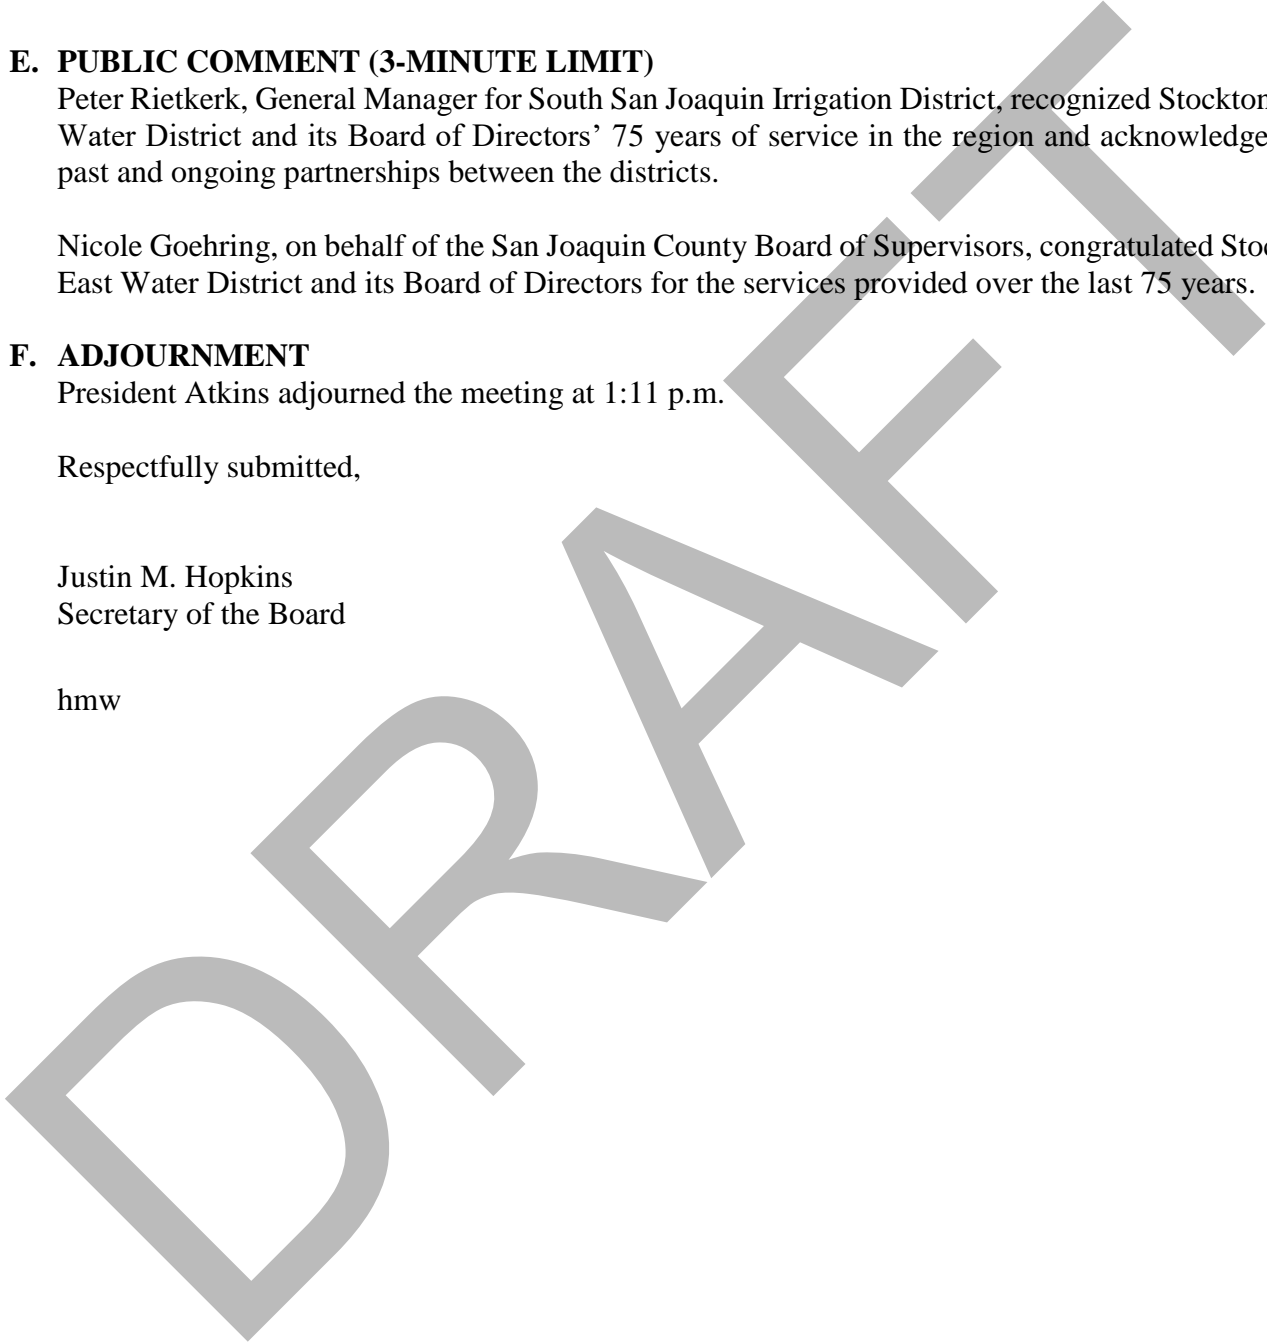 E. PUBLIC COMMENT (3-MINUTE LIMIT)
Peter Rietkerk, General Manager for South San Joaquin Irrigation District, recognized Stockton
Water District and its Board of Directors’ 75 years of service in the region and acknowledge
past and ongoing partnerships between the districts.
Nicole Goehring, on behalf of the San Joaquin County Board of Supervisors, congratulated Stoc
East Water District and its Board of Directors for the services provided over the last 75 years.
F. ADJOURNMENT
President Atkins adjourned the meeting at 1:11 p.m.
Respectfully submitted,
Justin M. Hopkins
Secretary of the Board
hmw
DRAFT